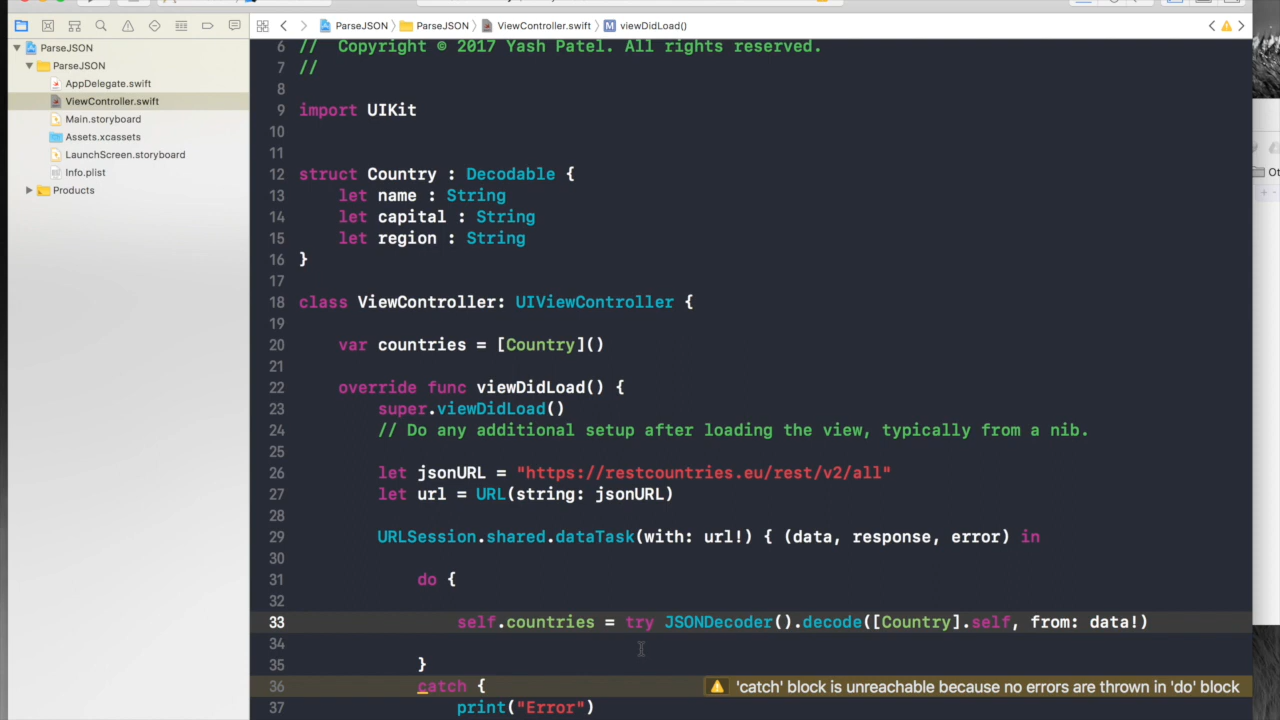 ParseJSON
ParseJSON
ViewController.swift
M
viewDidLoad()
ParseJSON
ParseJSON
AppDelegate.swift
ViewController.swift
Main.storyboard
Assets.xcassets
LaunchScreen.storyboard
Info.plist
Products
6 //  Copyright © 2017 Yash Patel. All rights reserved.
7 //
8
9 import UIKit
10
11
12 struct Country : Decodable {
13     let name : String
14     let capital : String
15     let region : String
16 }
17
18 class ViewController: UIViewController {
19
20     var countries = [Country]()
21
22     override func viewDidLoad() {
23         super.viewDidLoad()
24         // Do any additional setup after loading the view, typically from a nib.
25
26         let jsonURL = "https://restcountries.eu/rest/v2/all"
27         let url = URL(string: jsonURL)
28
29         URLSession.shared.dataTask(with: url!) { (data, response, error) in
30
31             do {
32
33                 self.countries = try JSONDecoder().decode([Country].self, from: data!)
34
35             }
36             catch {
'catch' block is unreachable because no errors are thrown in 'do' block
37                 print("Error")
Ot